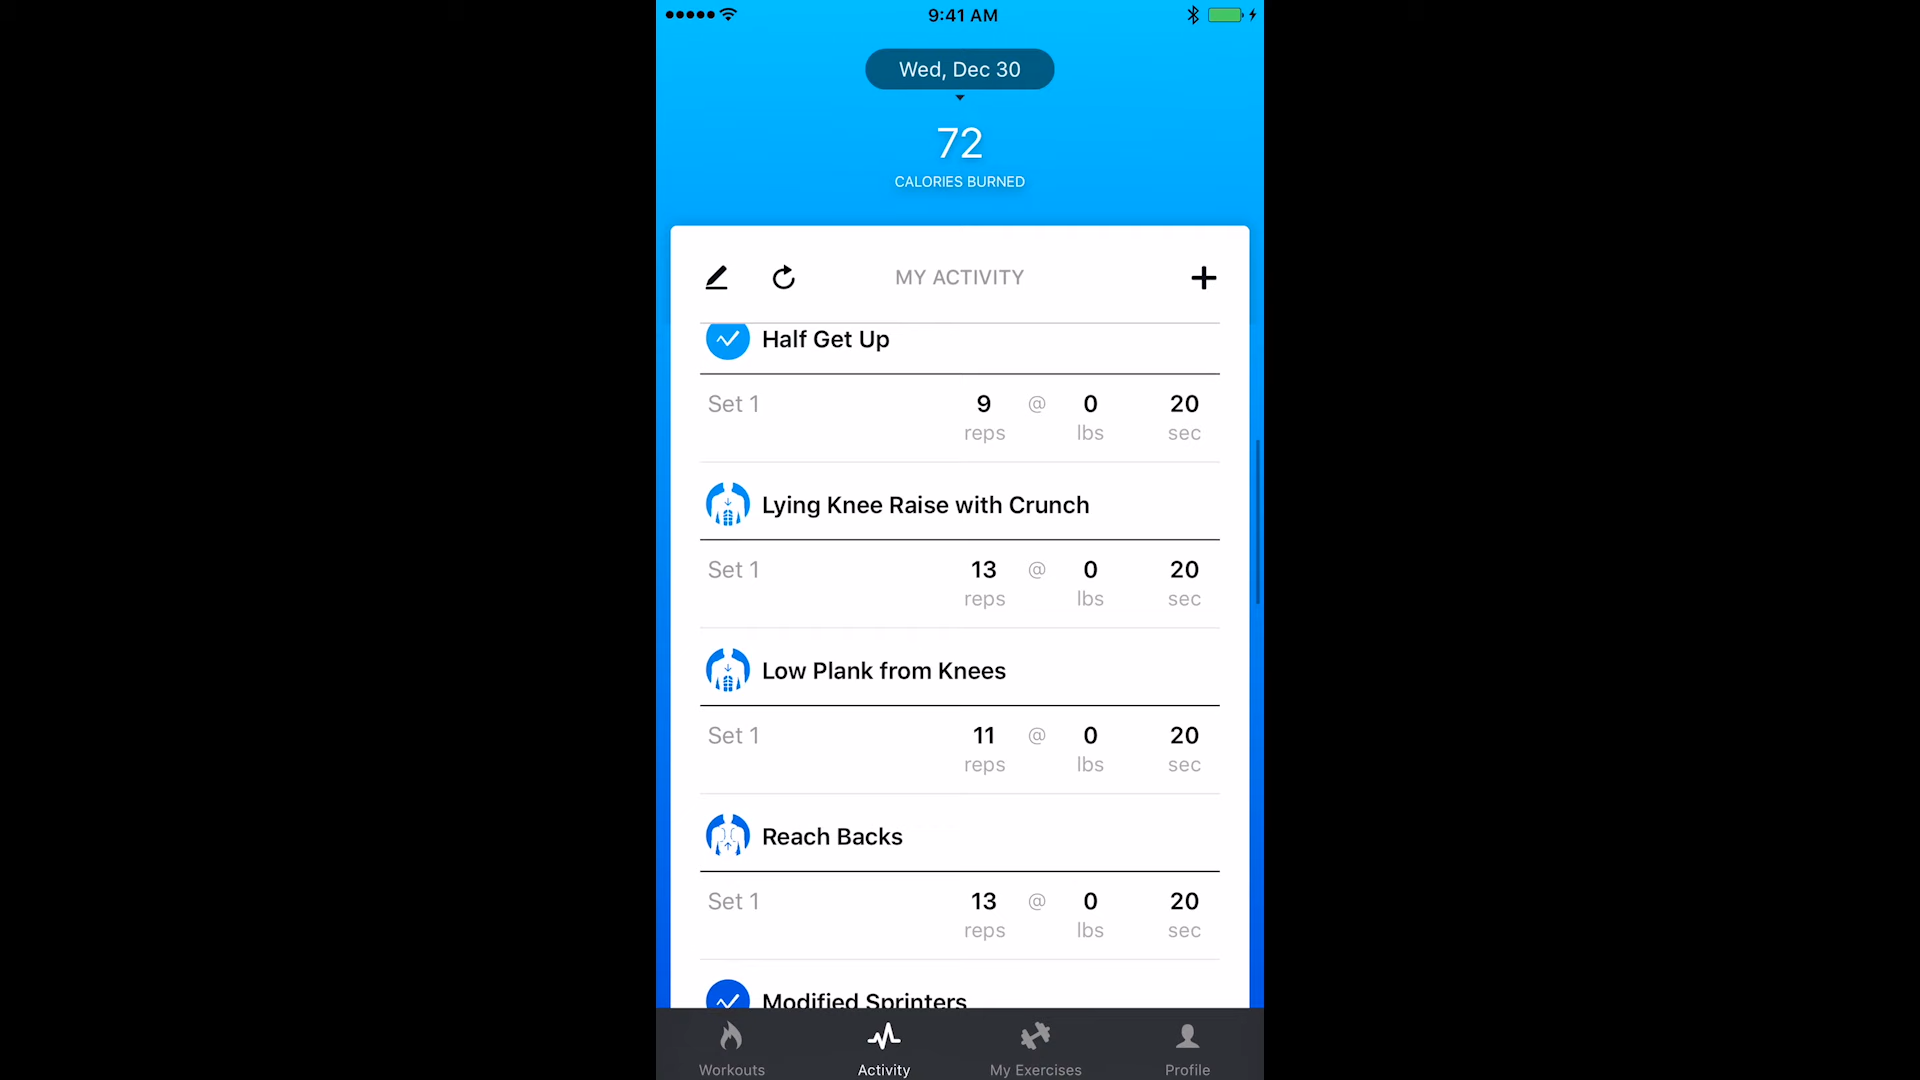 9:41 AM
Wed, Dec 30
72
CALORIES BURNED
MY ACTIVITY
Half Get Up
Set 1 9 @ 0 20
reps lbs sec
Lying Knee Raise with Crunch
Set 1 13 @ 0 20
reps lbs sec
Low Plank from Knees
Set 1 11 @ 0 20
reps lbs sec
Reach Backs
Set 1 13 @ 0 20
reps lbs sec
Modified Sprinters
Workouts Activity My Exercises Profile